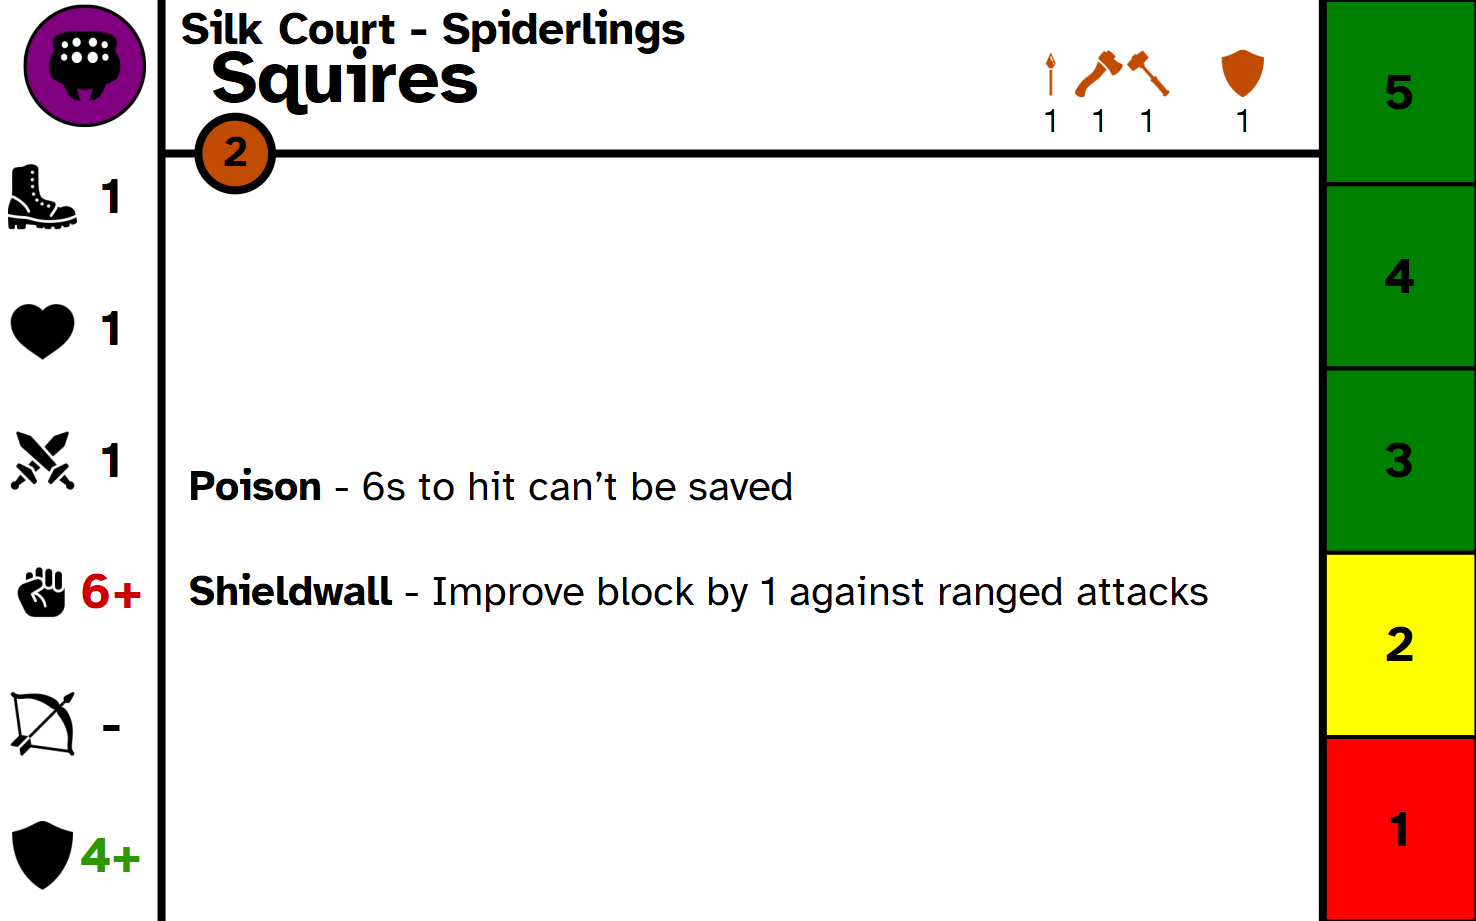 Silk Court - Spiderlings
Squires
1 1 1 1
2
1
1
1
6+
-
4+
Poison - 6s to hit can’t be saved
Shieldwall - Improve block by 1 against ranged attacks
5
4
3
2
1